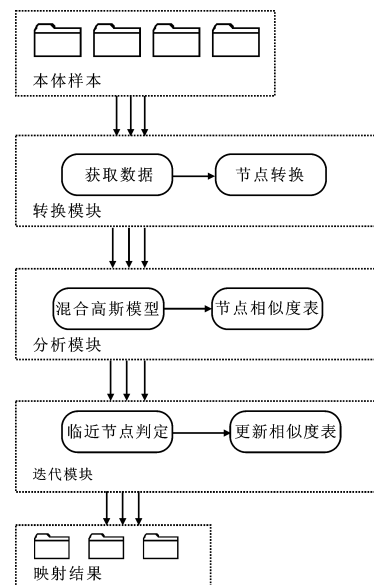 本体样本
获取数据
节点转换
转换模块
混合高斯模型
节点相似度表
分析模块
临近节点判定
更新相似度表
迭代模块
映射结果